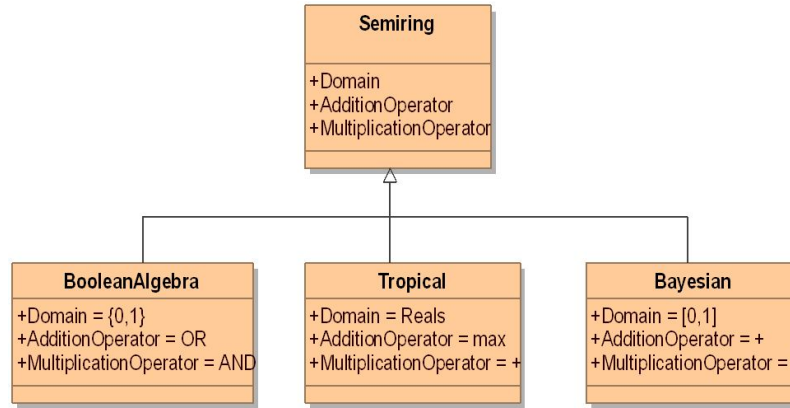 Semiring
+Domain
+AdditionOperator
+MultiplicationOperator
BooleanAlgebra
+Domain = {0,1}
+AdditionOperator = OR
+MultiplicationOperator = AND
Tropical
+Domain = Reals
+AdditionOperator = max
+MultiplicationOperator = +
Bayesian
+Domain = [0,1]
+AdditionOperator = +
+MultiplicationOperator =